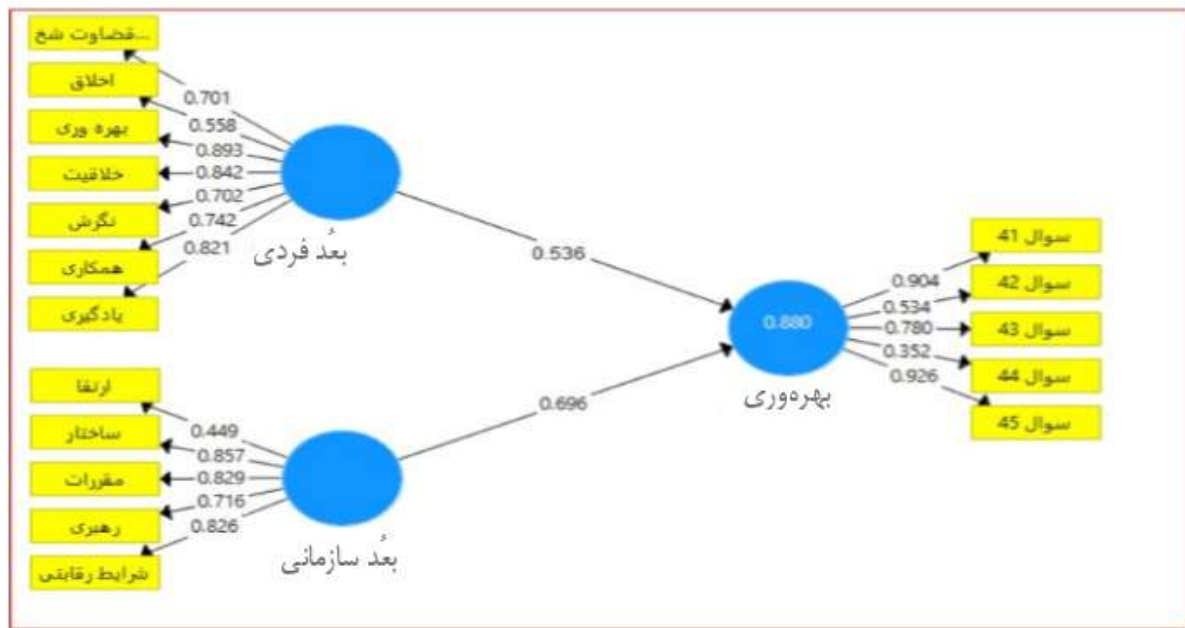 قضاوت شخ...
اخلاق
بهره وری
خلاقیت
نگرش
همکاری
یادگیری
0.701
0.558
0.893
0.842
0.702
0.742
0.821
بعُد فردی
0.536
ارتقا
ساختار
مقررات
رهبری
شرایط رقابتی
0.449
0.857
0.829
0.716
0.826
بعُد سازمانی
0.696
0.880
بهره‌وری
0.904
0.534
0.780
0.352
0.926
سوال 41
سوال 42
سوال 43
سوال 44
سوال 45